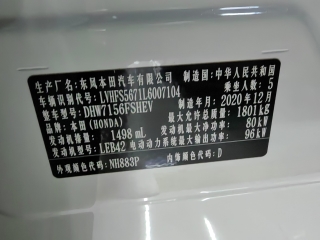 生产厂名：东风本田汽车有限公司 制造国：中华人民共和国
车辆识别代号：LVHFS5671L6007104 乘坐人数：5
整车型号：DHW7156FSHEV 制造年月：2020年12月
品牌：本田(HONDA) 最大允许总质量：1801kg
发动机排量：1498 mL 发动机最大净功率：80kW
发动机型号：LEB42 电动动力系统最大输出功率：96kW
外观颜色代码：NH883P 内饰颜色代码：D